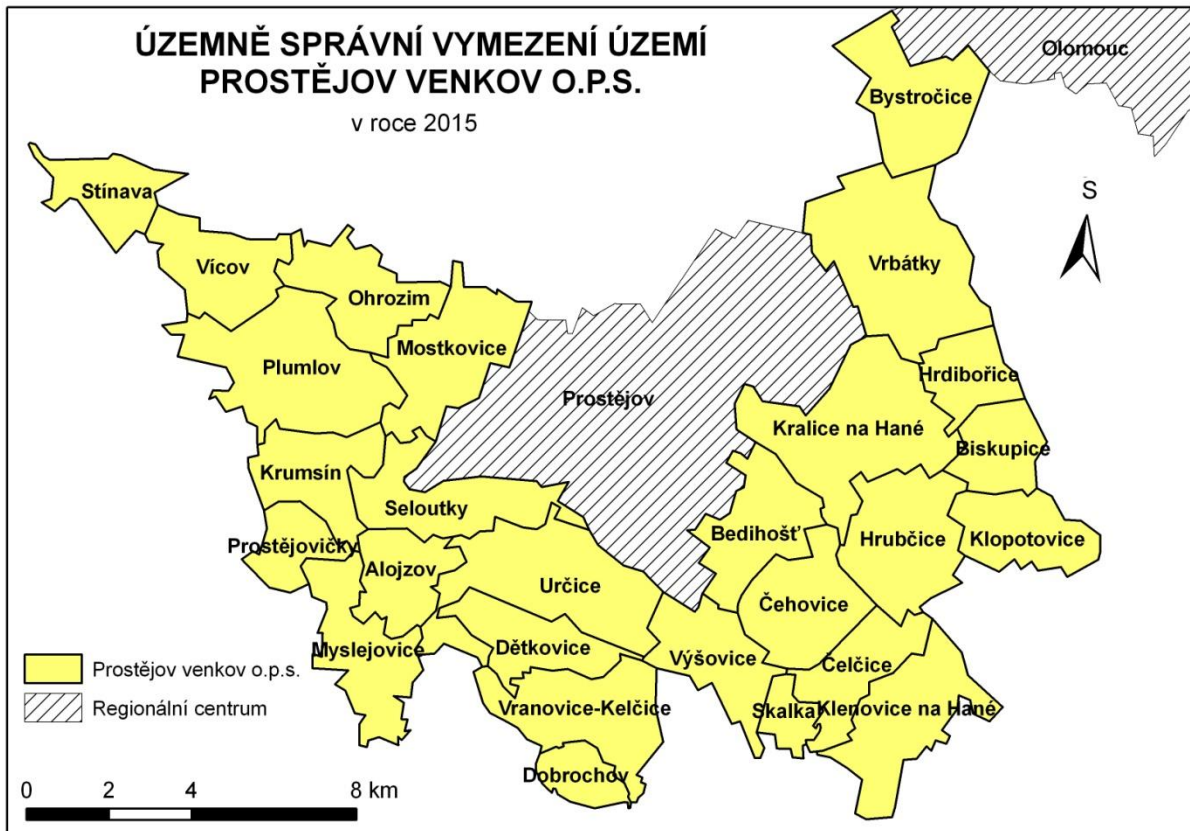 ÚZEMNĚ SPRÁVNÍ VYMEZENÍ ÚZEMÍ
PROSTĚJOV VENKOV O.P.S.
v roce 2015
Olomouc
Bystročice
Stínava
S
Vícov
Vrbátky
Ohrozim
Mostkovice
Plumlov
Hrdibořice
Prostějov
Kralice na Hané
Biskupice
Krumsín
Seloutky
Bedihošť
Hrubčice
Klopotovice
Prostějovičky
Alojzov
Určice
Čehovice
Myslejovice
Dětkovice
Výšovice
Čelčice
Prostějov venkov o.p.s.
Regionální centrum
Vranovice-Kelčice
Skalka
Klenovice na Hané
Dobrochov
0 2 4 8 km